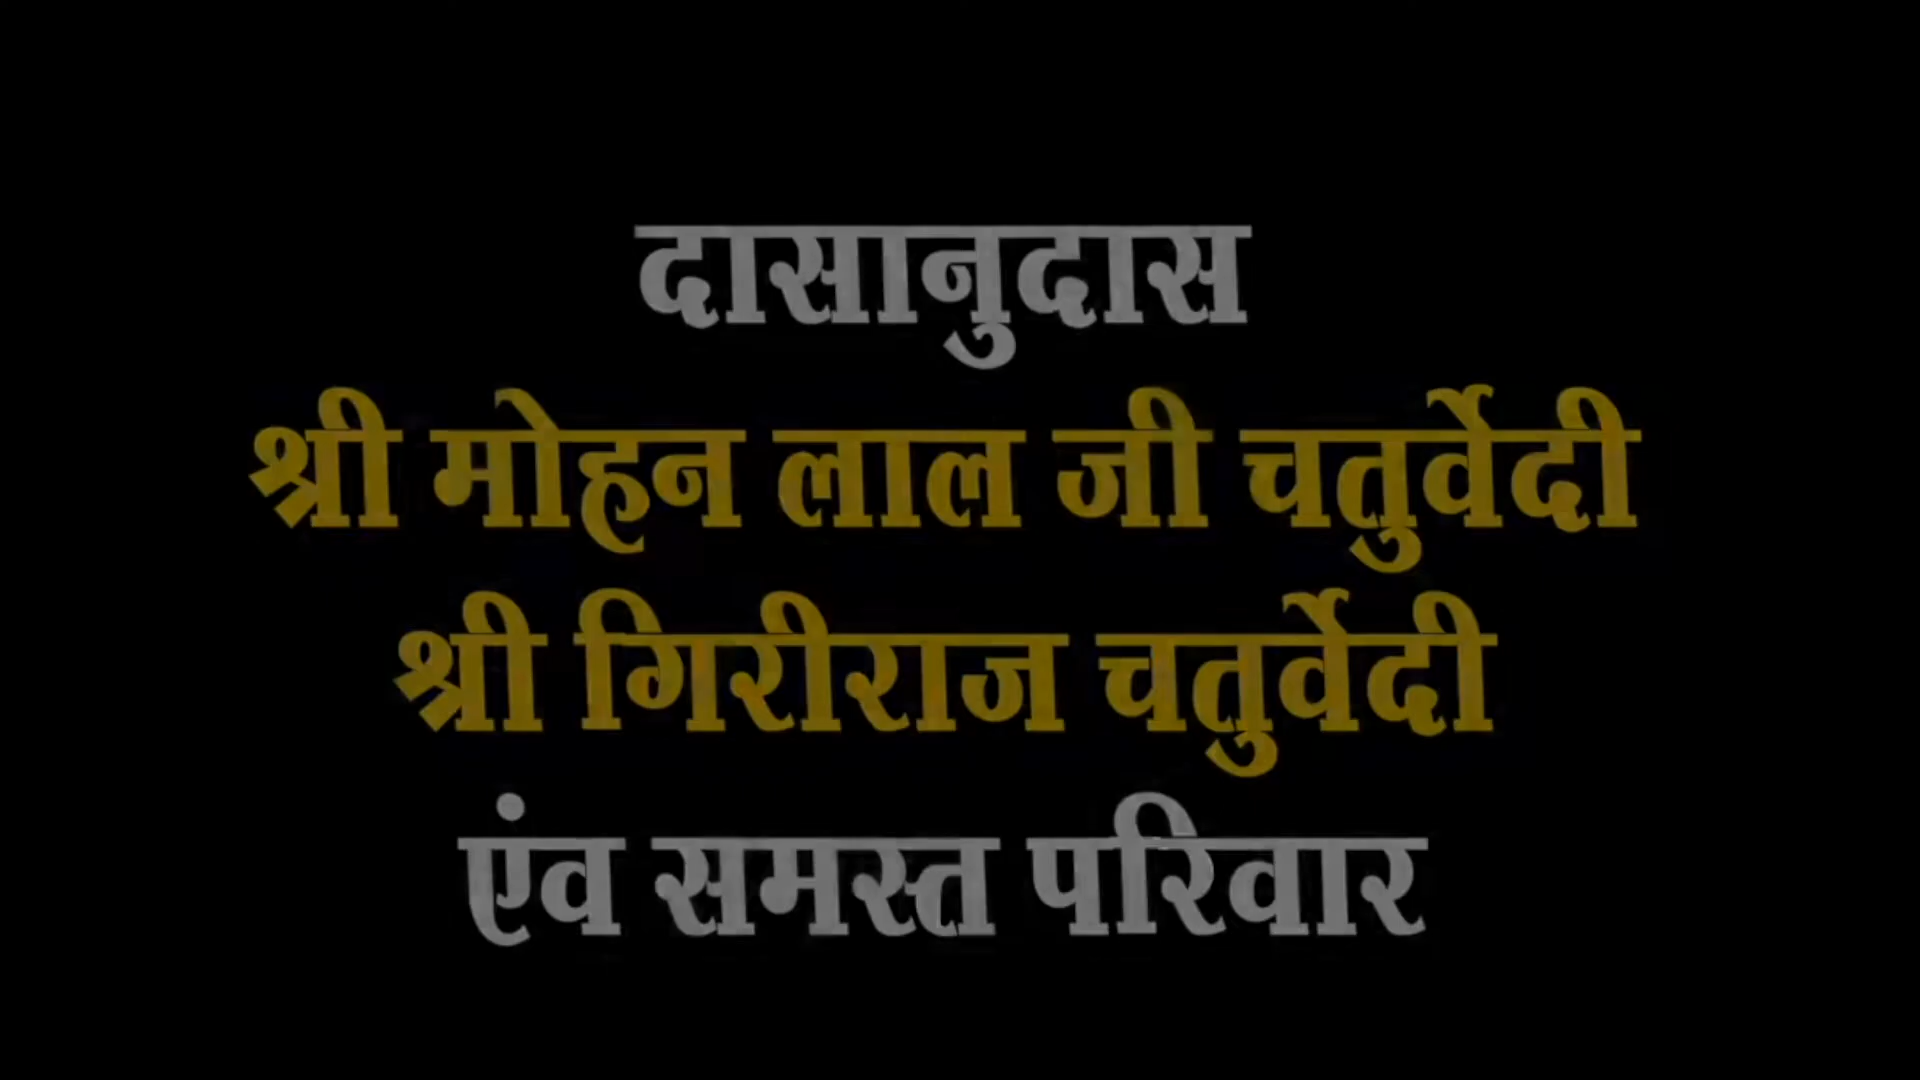 दासानुदास
श्री मोहन लाल जी चतुर्वेदी
श्री गिरीराज चतुर्वेदी
एंव समस्त परिवार